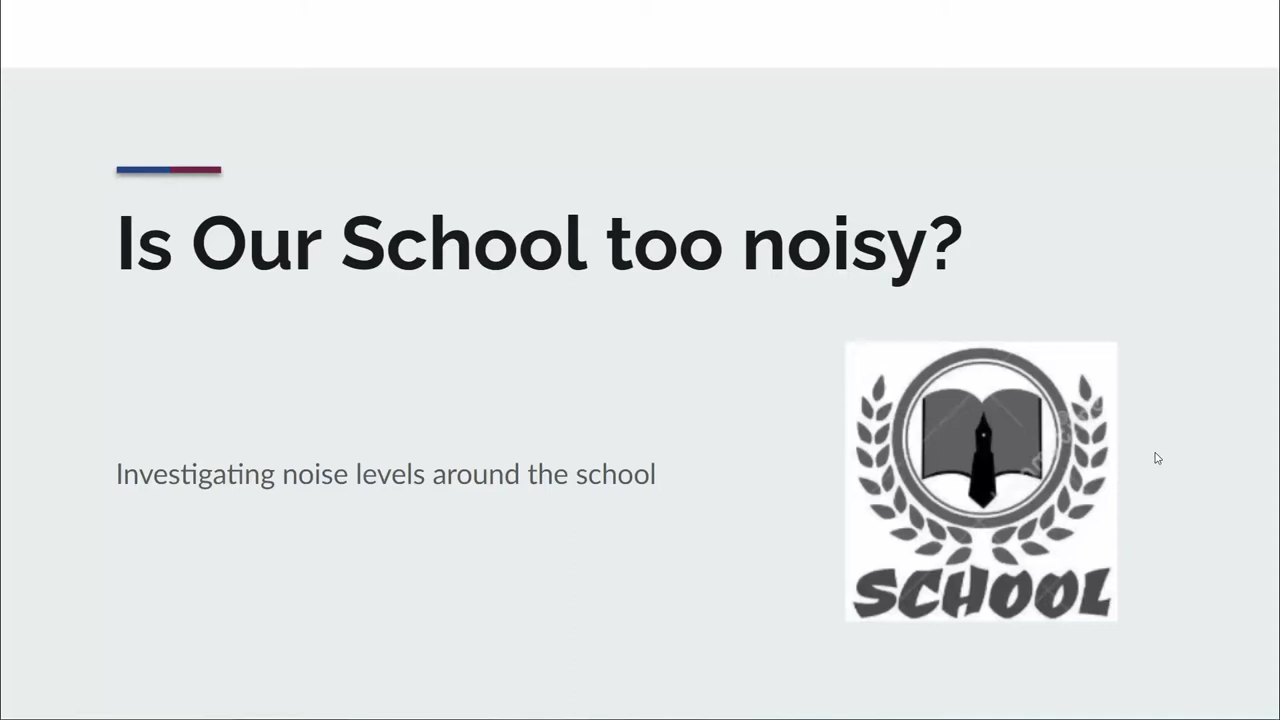 Is Our School too noisy?
Investigating noise levels around the school
SCHOOL